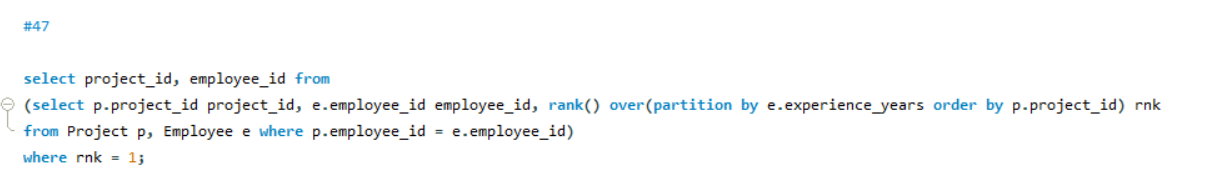 #47
select project_id, employee_id from
(select p.project_id project_id, e.employee_id employee_id, rank() over(partition by e.experience_years order by p.project_id) rnk
from Project p, Employee e where p.employee_id = e.employee_id)
where rnk = 1;